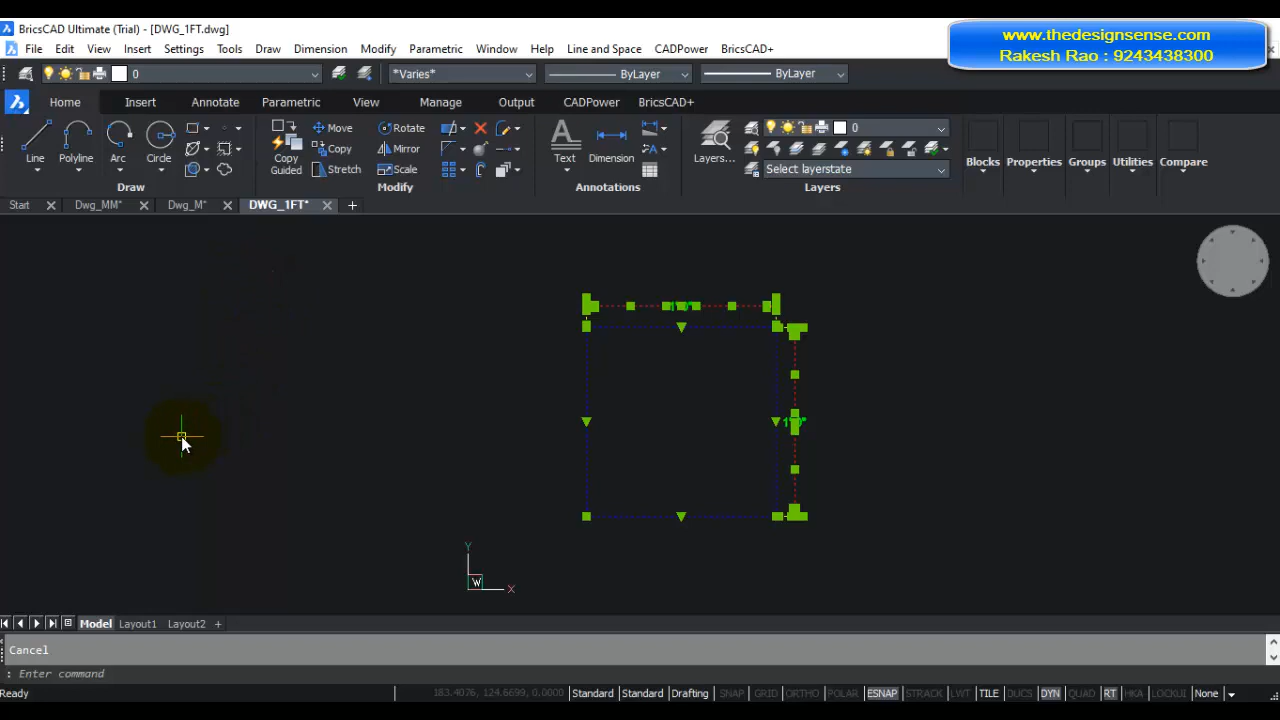 BricsCAD Ultimate (Trial) - [DWG_1FT.dwg]
www.thedesignsense.com
Rakesh Rao : 9243438300
File Edit View Insert Settings Tools Draw Dimension Modify Parametric Window Help Line and Space CADPower BricsCAD+
0 *Varies* ByLayer ByLayer
Home Insert Annotate Parametric View Manage Output CADPower BricsCAD+
Line Polyline Arc Circle Copy Guided Move Rotate
Copy Mirror
Stretch Scale
Text Dimension Layers... 0
Select layerstate
Blocks Properties Groups Utilities Compare
Draw Modify Annotations Layers
Start Dwg_MM* Dwg_M* DWG_1FT*
Y
W X
Model Layout1 Layout2 +
Cancel
: Enter command
Ready 183.4076, 124.6699, 0.0000 Standard Standard Drafting SNAP GRID ORTHO POLAR ESNAP STRACK LWT TILE DUCS DYN QUAD RT HKA LOCKUI None